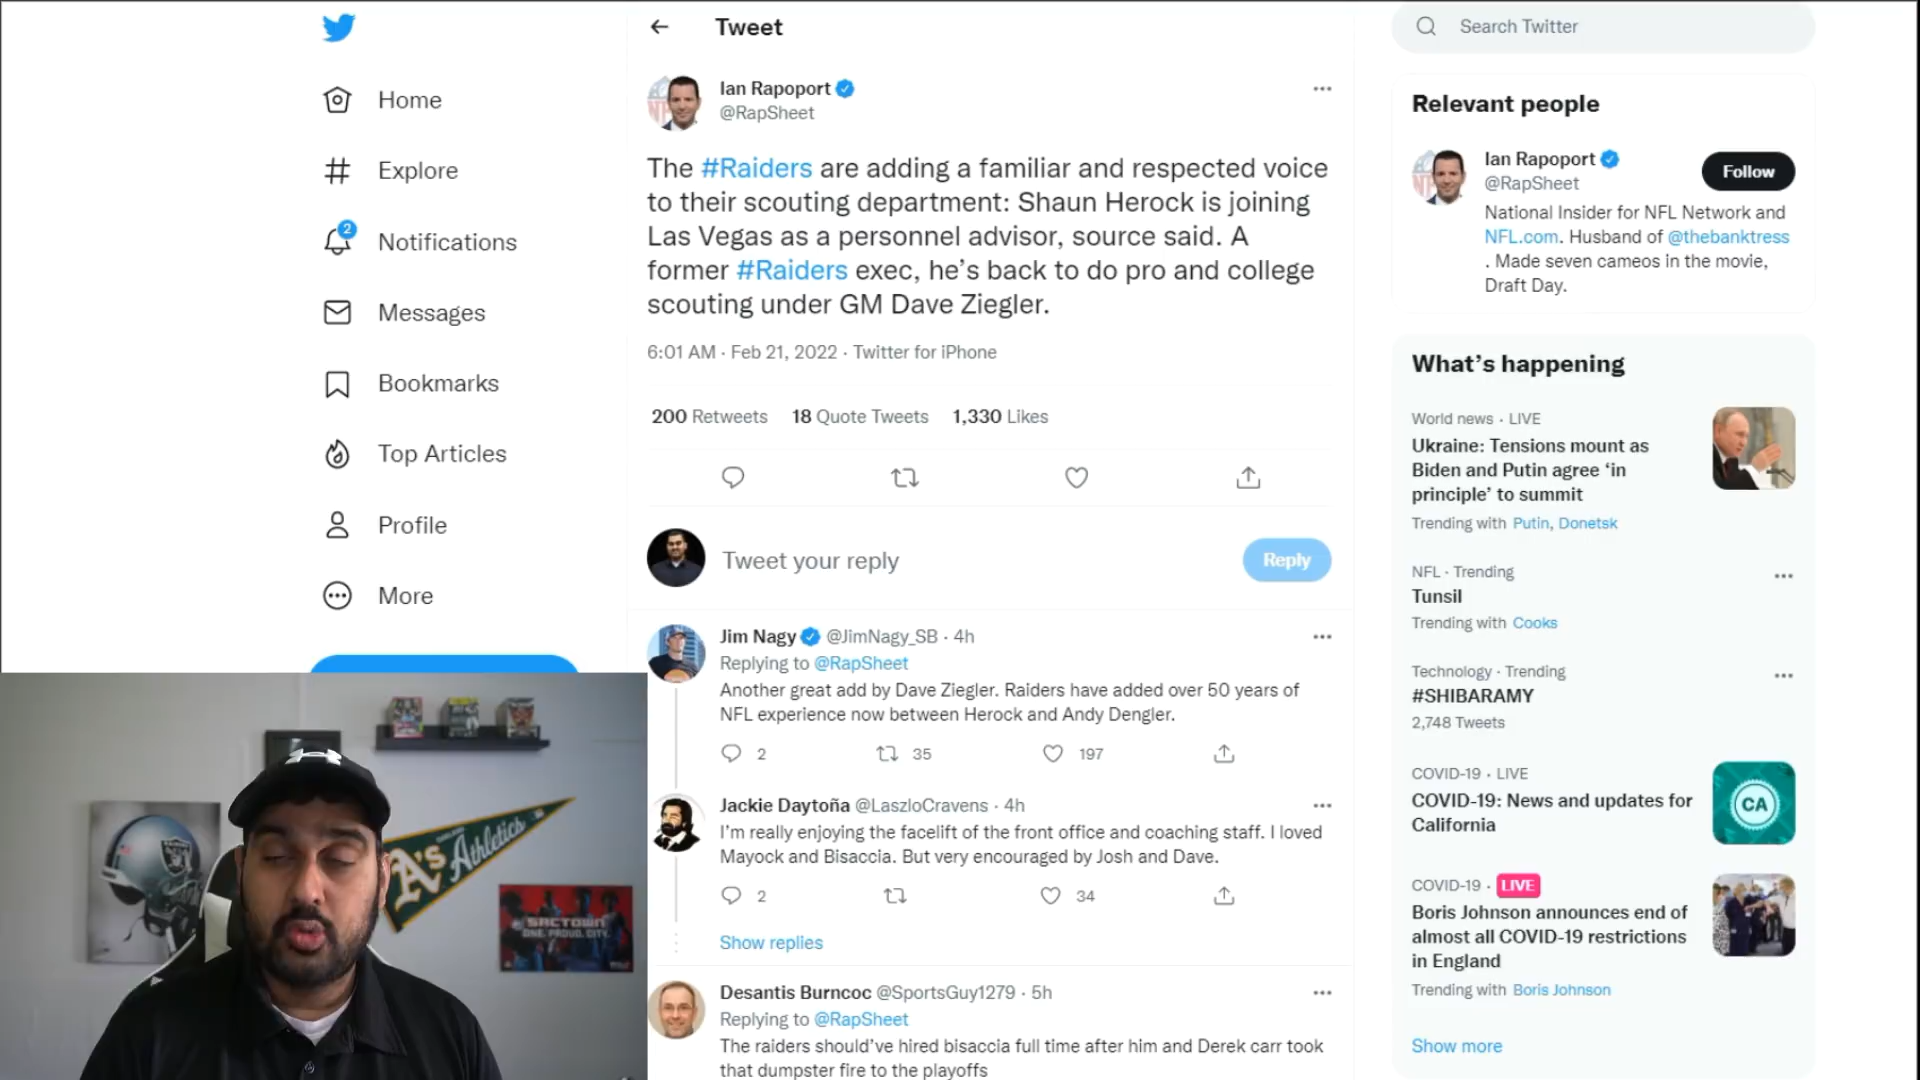 Home
Explore
2
Notifications
Messages
Bookmarks
Top Articles
Profile
More
Tweet
Ian Rapoport
@RapSheet
The #Raiders are adding a familiar and respected voice
to their scouting department: Shaun Herock is joining
Las Vegas as a personnel advisor, source said. A
former #Raiders exec, he’s back to do pro and college
scouting under GM Dave Ziegler.
6:01 AM · Feb 21, 2022 · Twitter for iPhone
200 Retweets 18 Quote Tweets 1,330 Likes
Tweet your reply
Reply
Jim Nagy @JimNagy_SB · 4h
Replying to @RapSheet
Another great add by Dave Ziegler. Raiders have added over 50 years of
NFL experience now between Herock and Andy Dengler.
2 35 197
Jackie Daytoña @LaszloCravens · 4h
I’m really enjoying the facelift of the front office and coaching staff. I loved
Mayock and Bisaccia. But very encouraged by Josh and Dave.
2 34
Show replies
Desantis Burncoc @SportsGuy1279 · 5h
Replying to @RapSheet
The raiders should’ve hired bisaccia full time after him and Derek carr took
that dumpster fire to the playoffs
Search Twitter
Relevant people
Ian Rapoport
@RapSheet
Follow
National Insider for NFL Network and
NFL.com. Husband of @thebanktress
. Made seven cameos in the movie,
Draft Day.
What’s happening
World news · LIVE
Ukraine: Tensions mount as
Biden and Putin agree ‘in
principle’ to summit
Trending with Putin, Donetsk
NFL · Trending
Tunsil
Trending with Cooks
Technology · Trending
#SHIBARAMY
2,748 Tweets
COVID-19 · LIVE
COVID-19: News and updates for
California
CA
COVID-19 · LIVE
Boris Johnson announces end of
almost all COVID-19 restrictions
in England
Trending with Boris Johnson
Show more
A's Athletics
SACTOWN
ONE. PROUD. CITY.